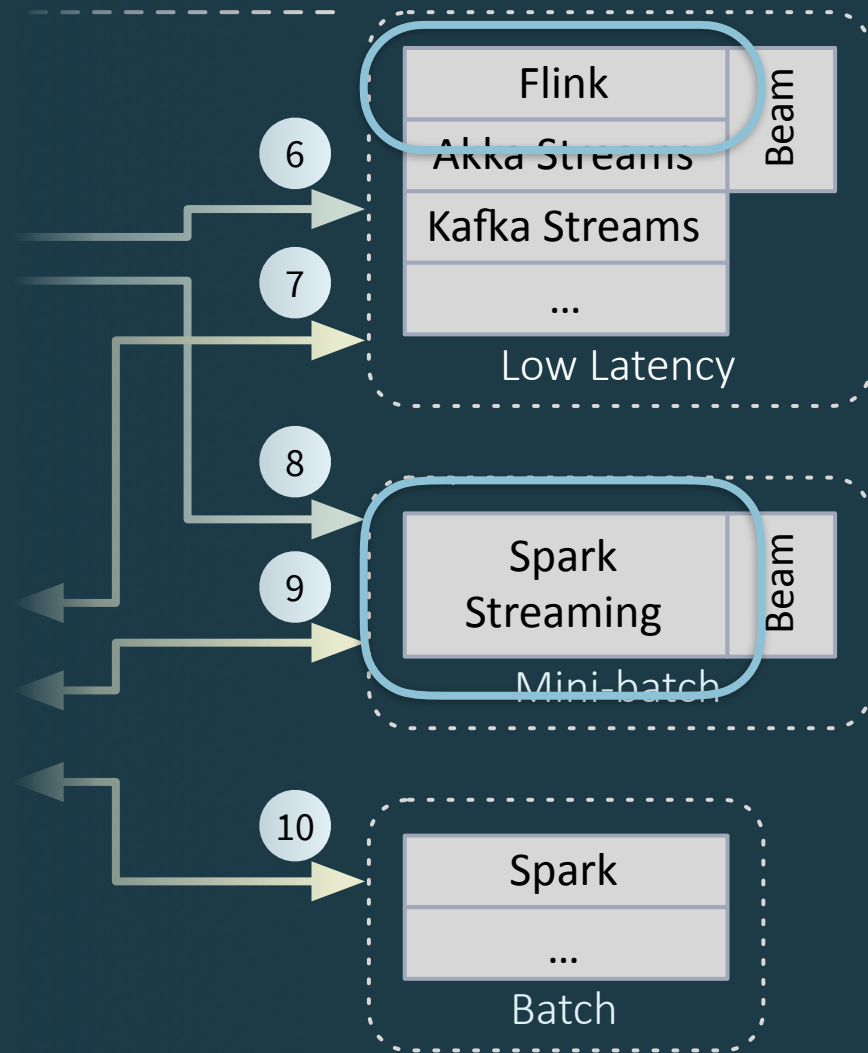 Flink
Beam
6
Akka Streams
Kafka Streams
7
...
Low Latency
8
Spark
Streaming
Beam
9
Mini-batch
10
Spark
...
Batch